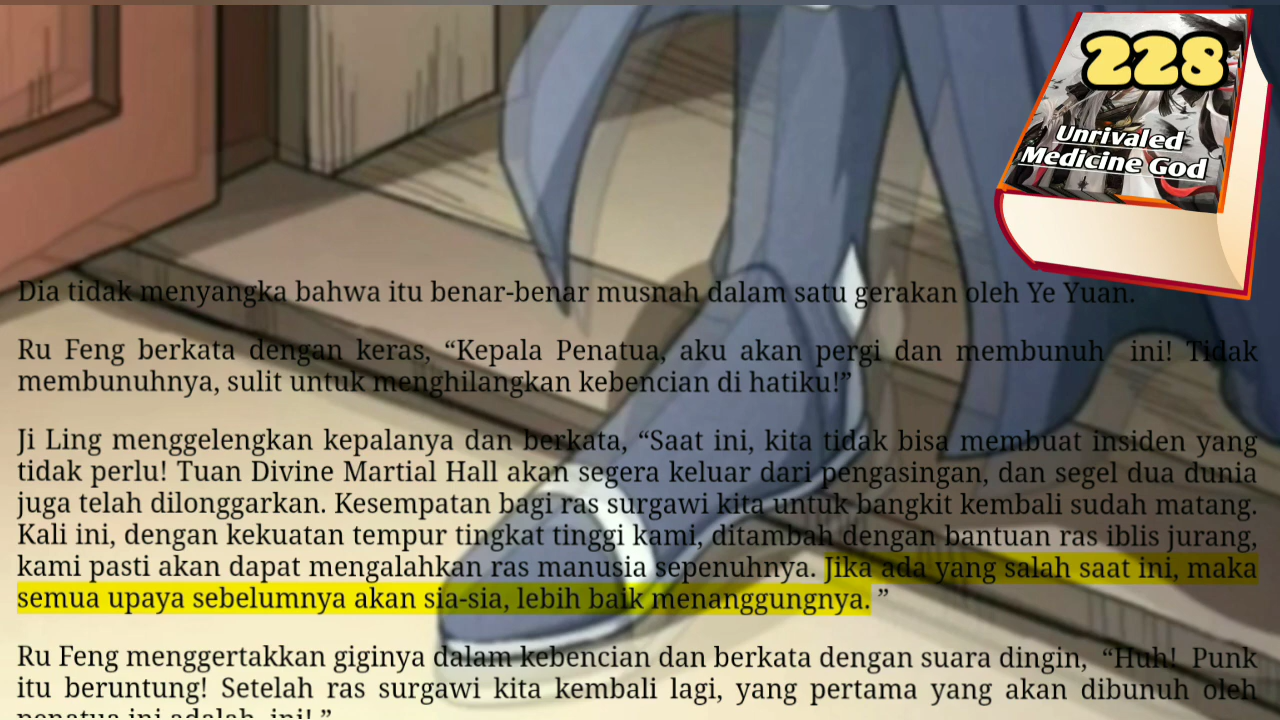 228
Unrivaled
Medicine God
Dia tidak menyangka bahwa itu benar-benar musnah dalam satu gerakan oleh Ye Yuan.
Ru Feng berkata dengan keras, “Kepala Penatua, aku akan pergi dan membunuh ini! Tidak
membunuhnya, sulit untuk menghilangkan kebencian di hatiku!”
Ji Ling menggelengkan kepalanya dan berkata, “Saat ini, kita tidak bisa membuat insiden yang
tidak perlu! Tuan Divine Martial Hall akan segera keluar dari pengasingan, dan segel dua dunia
juga telah dilonggarkan. Kesempatan bagi ras surgawi kita untuk bangkit kembali sudah matang.
Kali ini, dengan kekuatan tempur tingkat tinggi kami, ditambah dengan bantuan ras iblis jurang,
kami pasti akan dapat mengalahkan ras manusia sepenuhnya. Jika ada yang salah saat ini, maka
semua upaya sebelumnya akan sia-sia, lebih baik menanggungnya. ”
Ru Feng menggertakkan giginya dalam kebencian dan berkata dengan suara dingin, “Huh! Punk
itu beruntung! Setelah ras surgawi kita kembali lagi, yang pertama yang akan dibunuh oleh
penatua ini adalah ini! ”